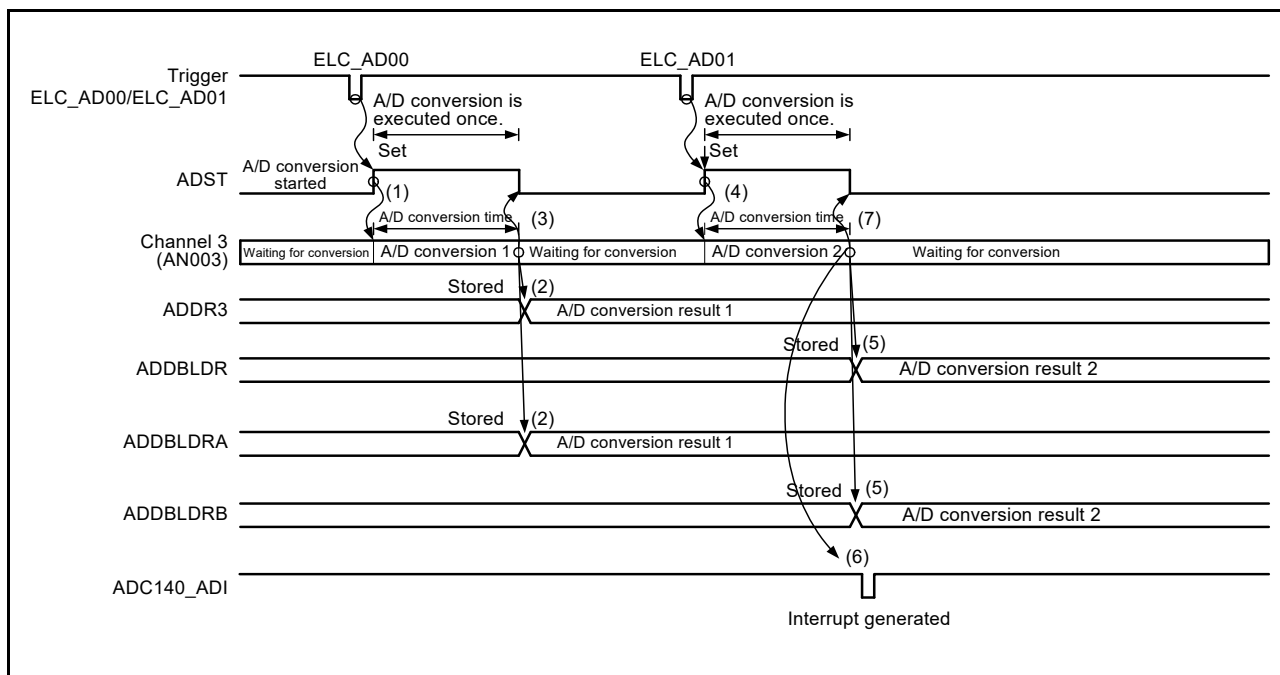 ELC_AD00
ELC_AD01
Trigger
ELC_AD00/ELC_AD01
A/D conversion is
executed once.
A/D conversion is
executed once.
Set
Set
A/D conversion
started
ADST
(1)
(4)
A/D conversion time
(3)
A/D conversion time
(7)
Channel 3
(AN003)
Waiting for conversion
A/D conversion 1
Waiting for conversion
A/D conversion 2
Waiting for conversion
Stored
(2)
ADDR3
A/D conversion result 1
Stored
(5)
ADDBLDR
A/D conversion result 2
Stored
(2)
ADDBLDRA
A/D conversion result 1
Stored
(5)
ADDBLDRB
A/D conversion result 2
(6)
ADC140_ADI
Interrupt generated